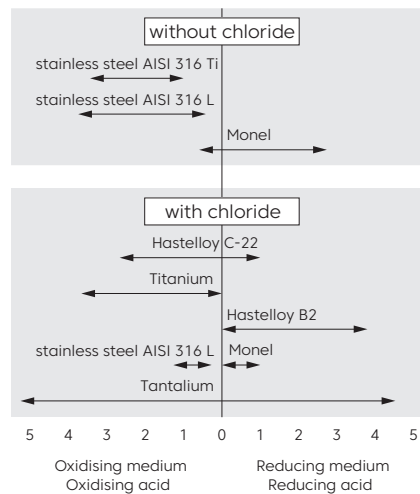 without chloride
stainless steel AISI 316 Ti
stainless steel AISI 316 L
Monel
with chloride
Hastelloy C-22
Titanium
Hastelloy B2
stainless steel AISI 316 L Monel
Tantalium
5 4 3 2 1 0 1 2 3 4 5
Oxidising medium Reducing medium
Oxidising acid Reducing acid